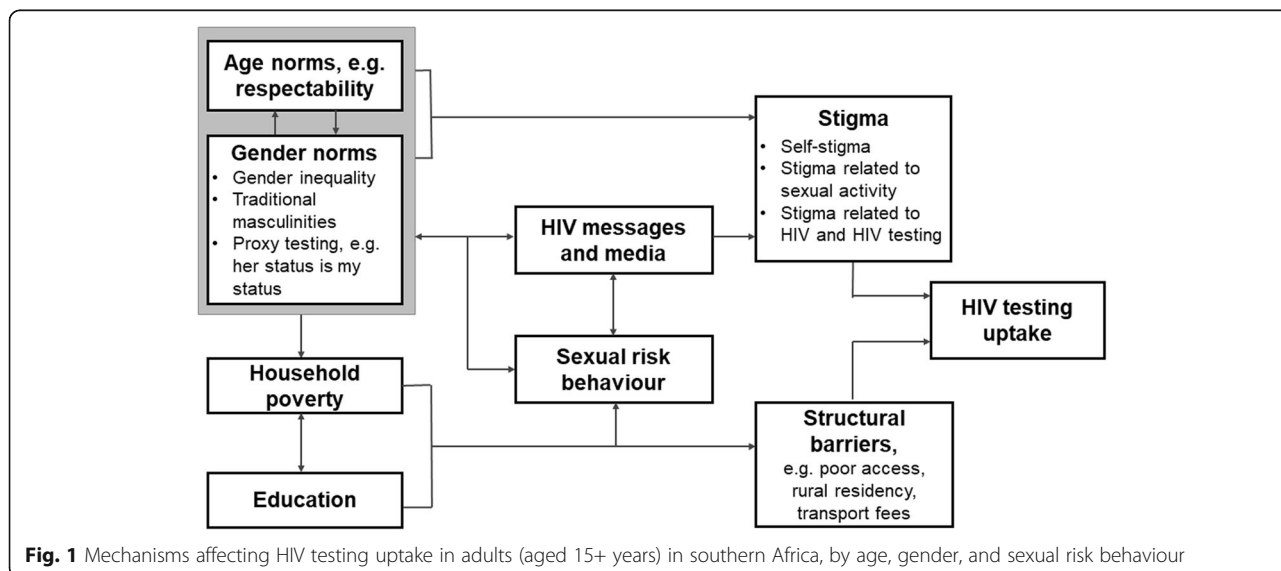 Age norms, e.g.
respectability
Gender norms
• Gender inequality
• Traditional
masculinities
• Proxy testing, e.g.
her status is my
status
Household
poverty
Education
HIV messages
and media
Sexual risk
behaviour
Stigma
• Self-stigma
• Stigma related to
sexual activity
• Stigma related to
HIV and HIV testing
Structural
barriers,
e.g. poor access,
rural residency,
transport fees
HIV testing
uptake
Fig. 1 Mechanisms affecting HIV testing uptake in adults (aged 15+ years) in southern Africa, by age, gender, and sexual risk behaviour